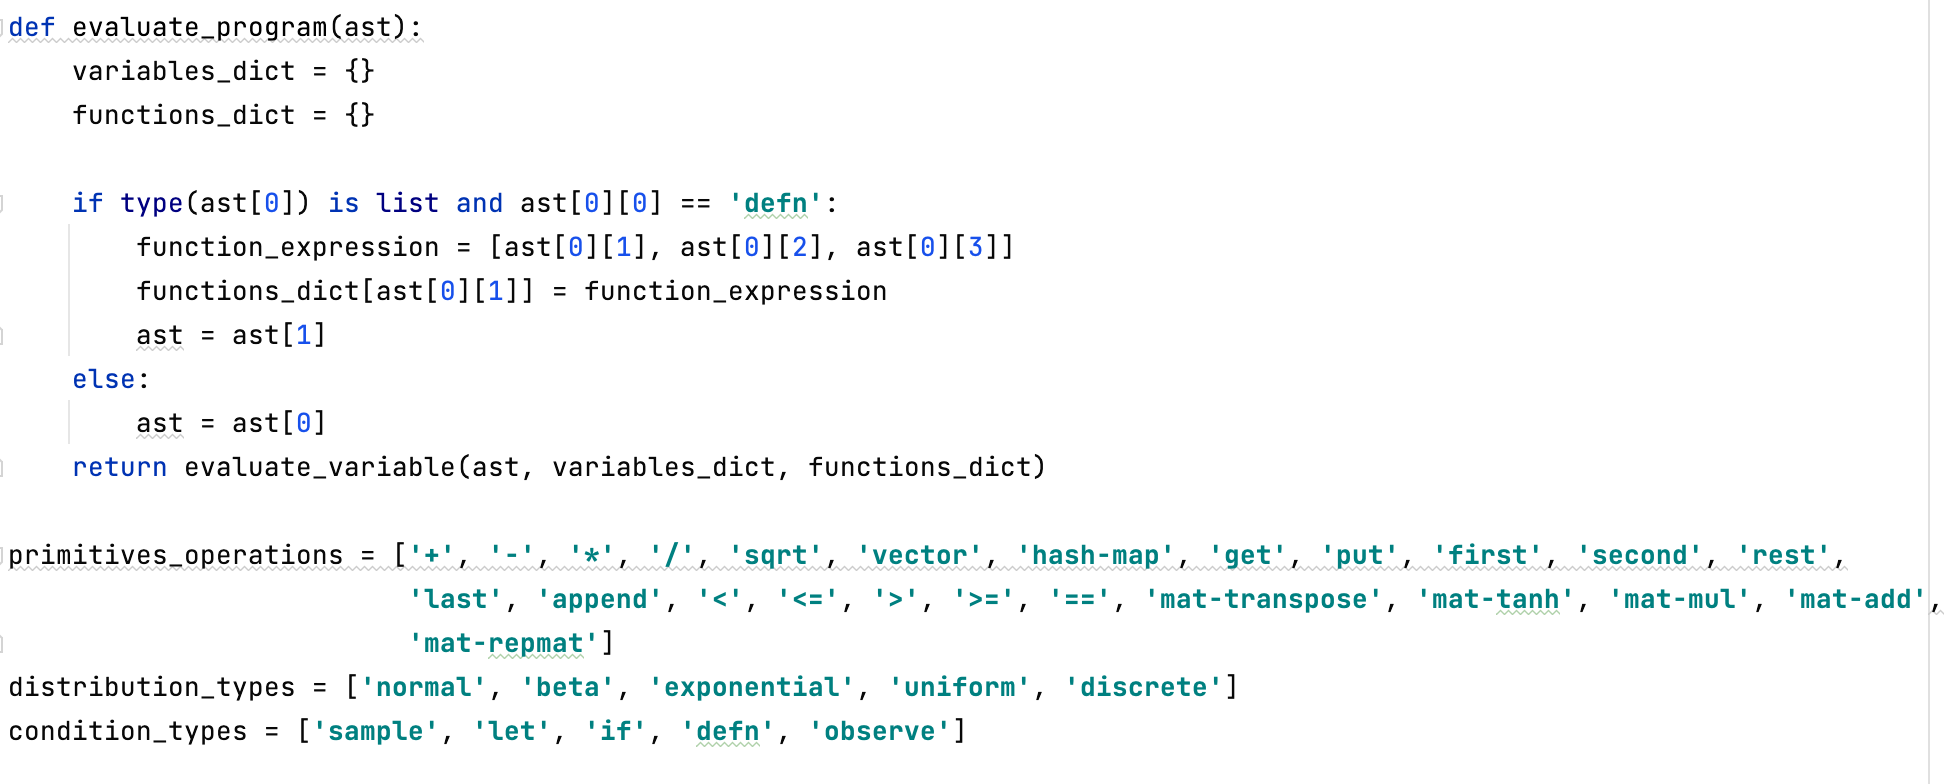 def evaluate_program(ast):
    variables_dict = {}
    functions_dict = {}

    if type(ast[0]) is list and ast[0][0] == 'defn':
        function_expression = [ast[0][1], ast[0][2], ast[0][3]]
        functions_dict[ast[0][1]] = function_expression
        ast = ast[1]
    else:
        ast = ast[0]
    return evaluate_variable(ast, variables_dict, functions_dict)

primitives_operations = ['+', '-', '*', '/', 'sqrt', 'vector', 'hash-map', 'get', 'put', 'first', 'second', 'rest',
                         'last', 'append', '<', '<=', '>', '>=', '==', 'mat-transpose', 'mat-tanh', 'mat-mul', 'mat-add',
                         'mat-repmat']
distribution_types = ['normal', 'beta', 'exponential', 'uniform', 'discrete']
condition_types = ['sample', 'let', 'if', 'defn', 'observe']